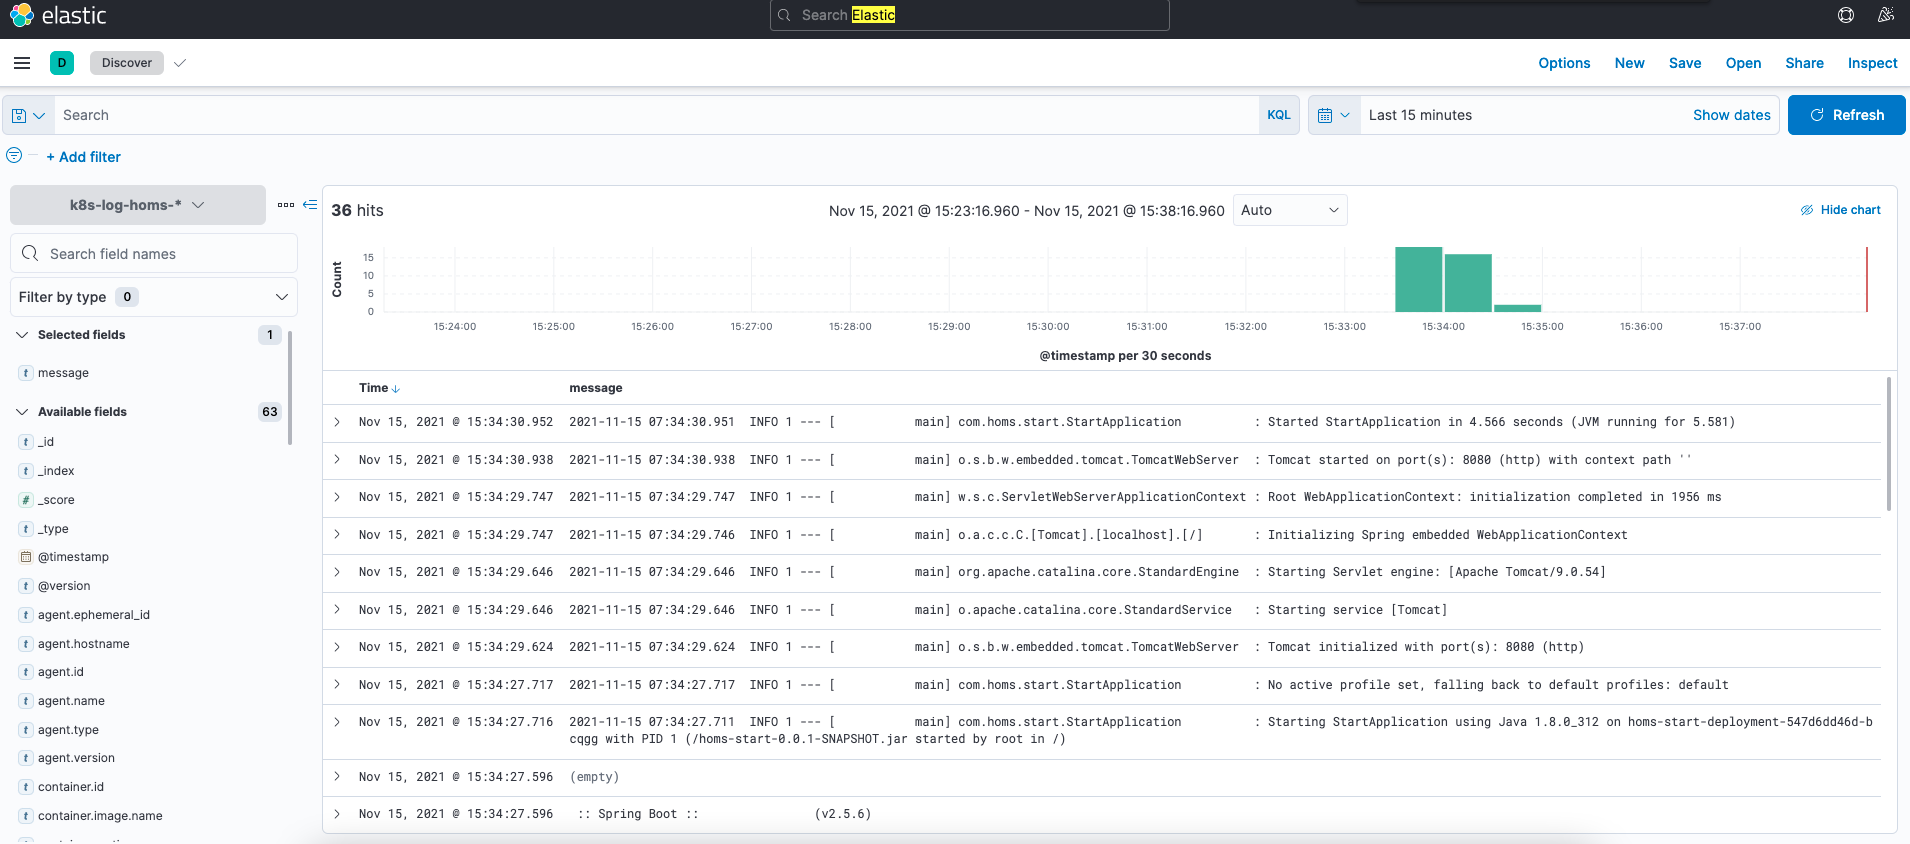 elastic
Search Elastic
D
Discover
Options New Save Open Share Inspect
Search
KQL
Last 15 minutes
Show dates
Refresh
+ Add filter
k8s-log-homs-*
Search field names
Filter by type 0
Selected fields 1
t message
Available fields 63
t _id
t _index
# _score
t _type
@timestamp
t @version
t agent.ephemeral_id
t agent.hostname
t agent.id
t agent.name
t agent.type
t agent.version
t container.id
t container.image.name
36 hits
Nov 15, 2021 @ 15:23:16.960 - Nov 15, 2021 @ 15:38:16.960
Auto
Hide chart
Count
15
10
5
0
15:24:00 15:25:00 15:26:00 15:27:00 15:28:00 15:29:00 15:30:00 15:31:00 15:32:00 15:33:00 15:34:00 15:35:00 15:36:00 15:37:00
@timestamp per 30 seconds
Time message
Nov 15, 2021 @ 15:34:30.952 2021-11-15 07:34:30.951 INFO 1 --- [ main] com.homs.start.StartApplication : Started StartApplication in 4.566 seconds (JVM running for 5.581)
Nov 15, 2021 @ 15:34:30.938 2021-11-15 07:34:30.938 INFO 1 --- [ main] o.s.b.w.embedded.tomcat.TomcatWebServer : Tomcat started on port(s): 8080 (http) with context path ''
Nov 15, 2021 @ 15:34:29.747 2021-11-15 07:34:29.747 INFO 1 --- [ main] w.s.c.ServletWebServerApplicationContext : Root WebApplicationContext: initialization completed in 1956 ms
Nov 15, 2021 @ 15:34:29.747 2021-11-15 07:34:29.746 INFO 1 --- [ main] o.a.c.c.C.[Tomcat].[localhost].[/] : Initializing Spring embedded WebApplicationContext
Nov 15, 2021 @ 15:34:29.646 2021-11-15 07:34:29.646 INFO 1 --- [ main] org.apache.catalina.core.StandardEngine : Starting Servlet engine: [Apache Tomcat/9.0.54]
Nov 15, 2021 @ 15:34:29.646 2021-11-15 07:34:29.646 INFO 1 --- [ main] o.apache.catalina.core.StandardService : Starting service [Tomcat]
Nov 15, 2021 @ 15:34:29.624 2021-11-15 07:34:29.624 INFO 1 --- [ main] o.s.b.w.embedded.tomcat.TomcatWebServer : Tomcat initialized with port(s): 8080 (http)
Nov 15, 2021 @ 15:34:27.717 2021-11-15 07:34:27.717 INFO 1 --- [ main] com.homs.start.StartApplication : No active profile set, falling back to default profiles: default
Nov 15, 2021 @ 15:34:27.716 2021-11-15 07:34:27.711 INFO 1 --- [ main] com.homs.start.StartApplication : Starting StartApplication using Java 1.8.0_312 on homs-start-deployment-547d6dd46d-b
cqgg with PID 1 (/homs-start-0.0.1-SNAPSHOT.jar started by root in /)
Nov 15, 2021 @ 15:34:27.596 (empty)
Nov 15, 2021 @ 15:34:27.596 :: Spring Boot :: (v2.5.6)